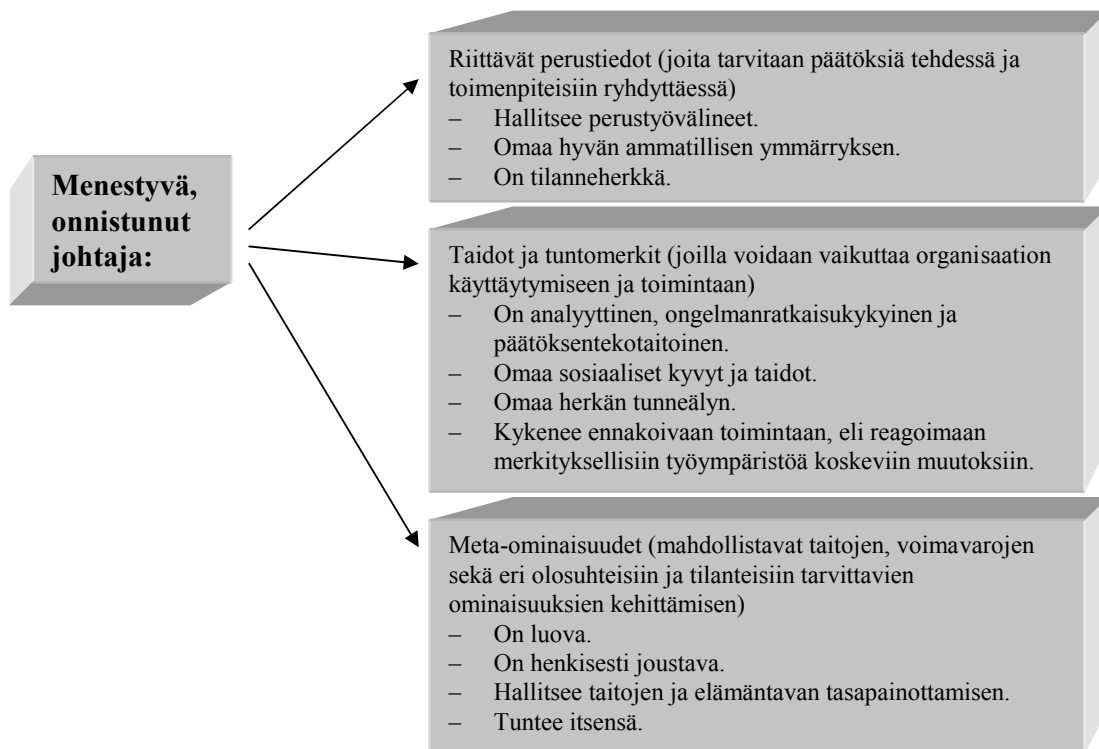 Menestyvä,
onnistunut
johtaja:
Riittävät perustiedot (joita tarvitaan päätöksiä tehdessä ja
toimenpiteisiin ryhdyttäessä)
– Hallitsee perustyövälineet.
– Omaa hyvän ammatillisen ymmärryksen.
– On tilanneherkkä.
Taidot ja tuntomerkit (joilla voidaan vaikuttaa organisaation
käyttäytymiseen ja toimintaan)
– On analyyttinen, ongelmanratkaisukykyinen ja
päätöksentekotaitoinen.
– Omaa sosiaaliset kyvyt ja taidot.
– Omaa herkän tunneälyn.
– Kykenee ennakoivaan toimintaan, eli reagoimaan
merkityksellisiin työympäristöä koskeviin muutoksiin.
Meta-ominaisuudet (mahdollistavat taitojen, voimavarojen
sekä eri olosuhteisiin ja tilanteisiin tarvittavien
ominaisuuksien kehittämisen)
– On luova.
– On henkisesti joustava.
– Hallitsee taitojen ja elämäntavan tasapainottamisen.
– Tuntee itsensä.